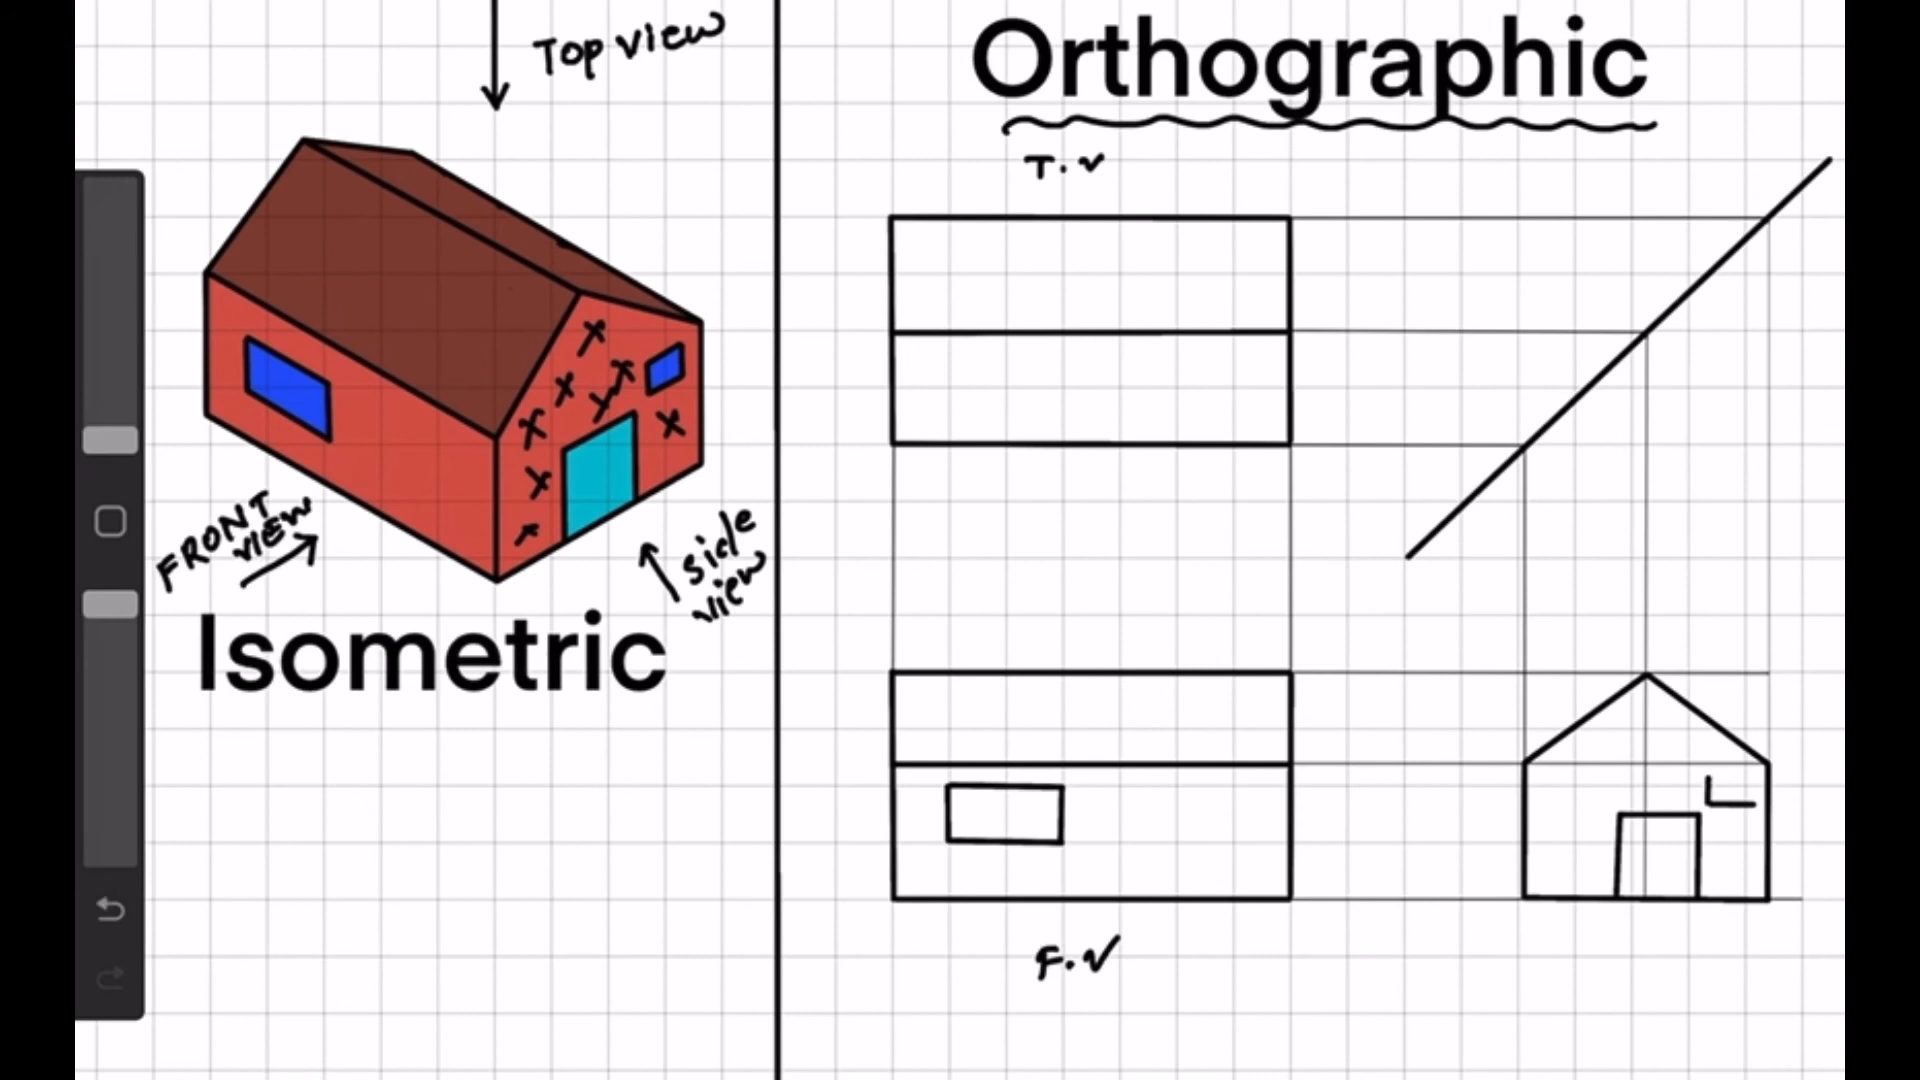 Top view
Orthographic
T.V
FRONT
VIEW
side
view
Isometric
F.V